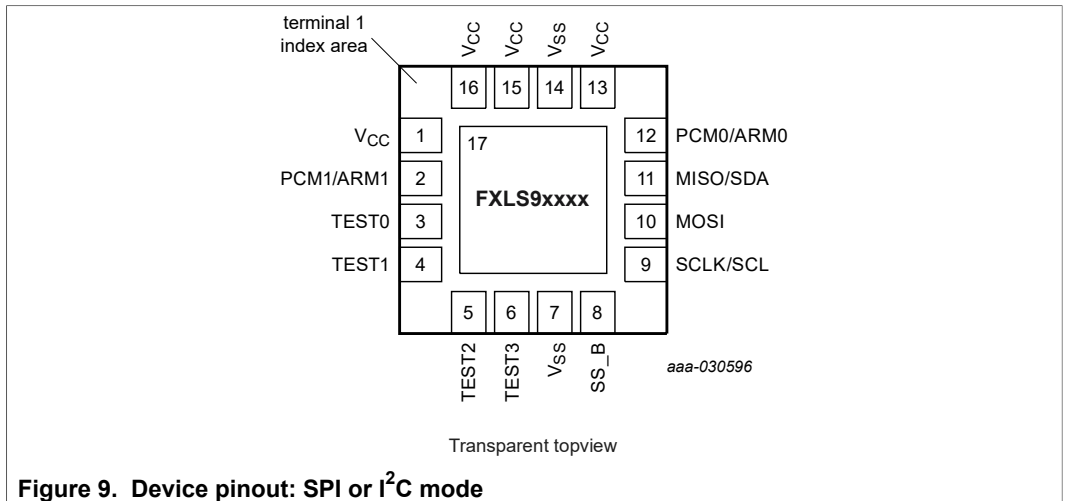 terminal 1
index area
VCC
VCC
VSS
VCC
16
15
14
13
VCC
1
17
12
PCM0/ARM0
PCM1/ARM1
2
11
MISO/SDA
FXLS9xxxx
TEST0
3
10
MOSI
TEST1
4
9
SCLK/SCL
5
6
7
8
TEST2
TEST3
VSS
SS_B
aaa-030596
Transparent topview
Figure 9. Device pinout: SPI or I2C mode